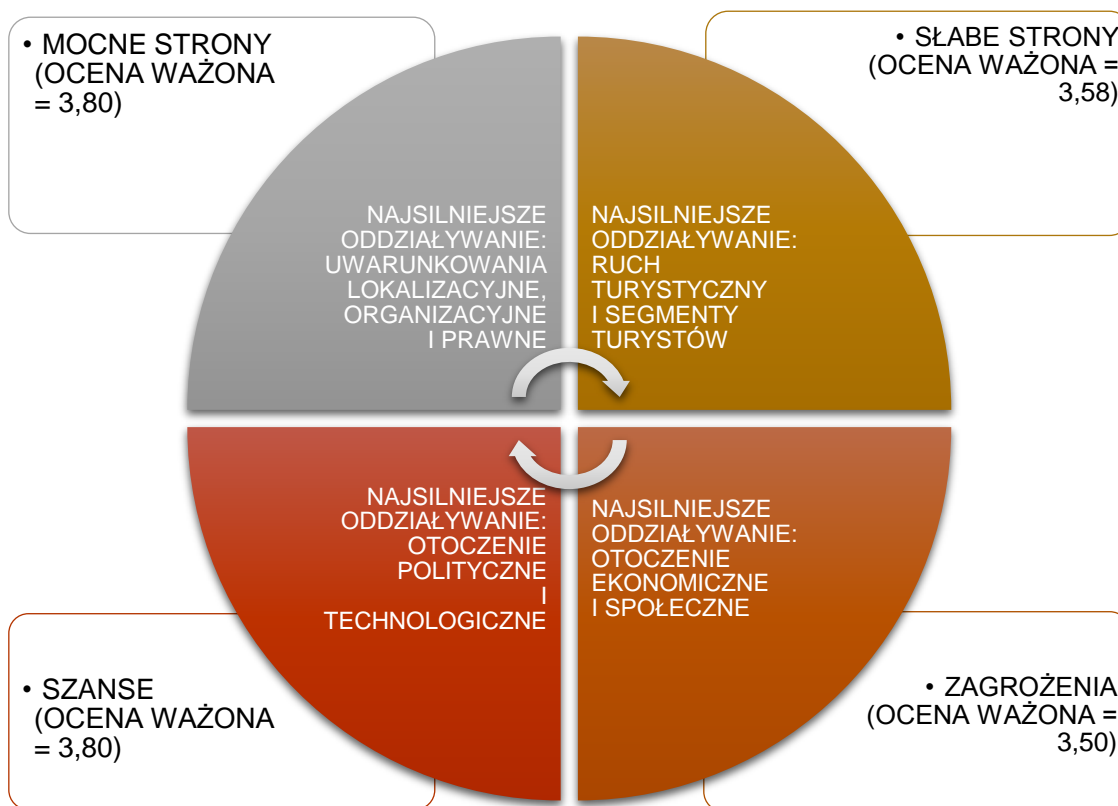 • MOCNE STRONY
(OCENA WAŻONA
= 3,80)
• SŁABE STRONY
(OCENA WAŻONA =
3,58)
NAJSILNIEJSZE
ODDZIAŁYWANIE:
UWARUNKOWANIA
LOKALIZACYJNE,
ORGANIZACYJNE
I PRAWNE
NAJSILNIEJSZE
ODDZIAŁYWANIE:
RUCH
TURYSTYCZNY
I SEGMENTY
TURYSTÓW
NAJSILNIEJSZE
ODDZIAŁYWANIE:
OTOCZENIE
POLITYCZNE
I
TECHNOLOGICZNE
NAJSILNIEJSZE
ODDZIAŁYWANIE:
OTOCZENIE
EKONOMICZNE
I SPOŁECZNE
• SZANSE
(OCENA WAŻONA
= 3,80)
• ZAGROŻENIA
(OCENA WAŻONA =
3,50)